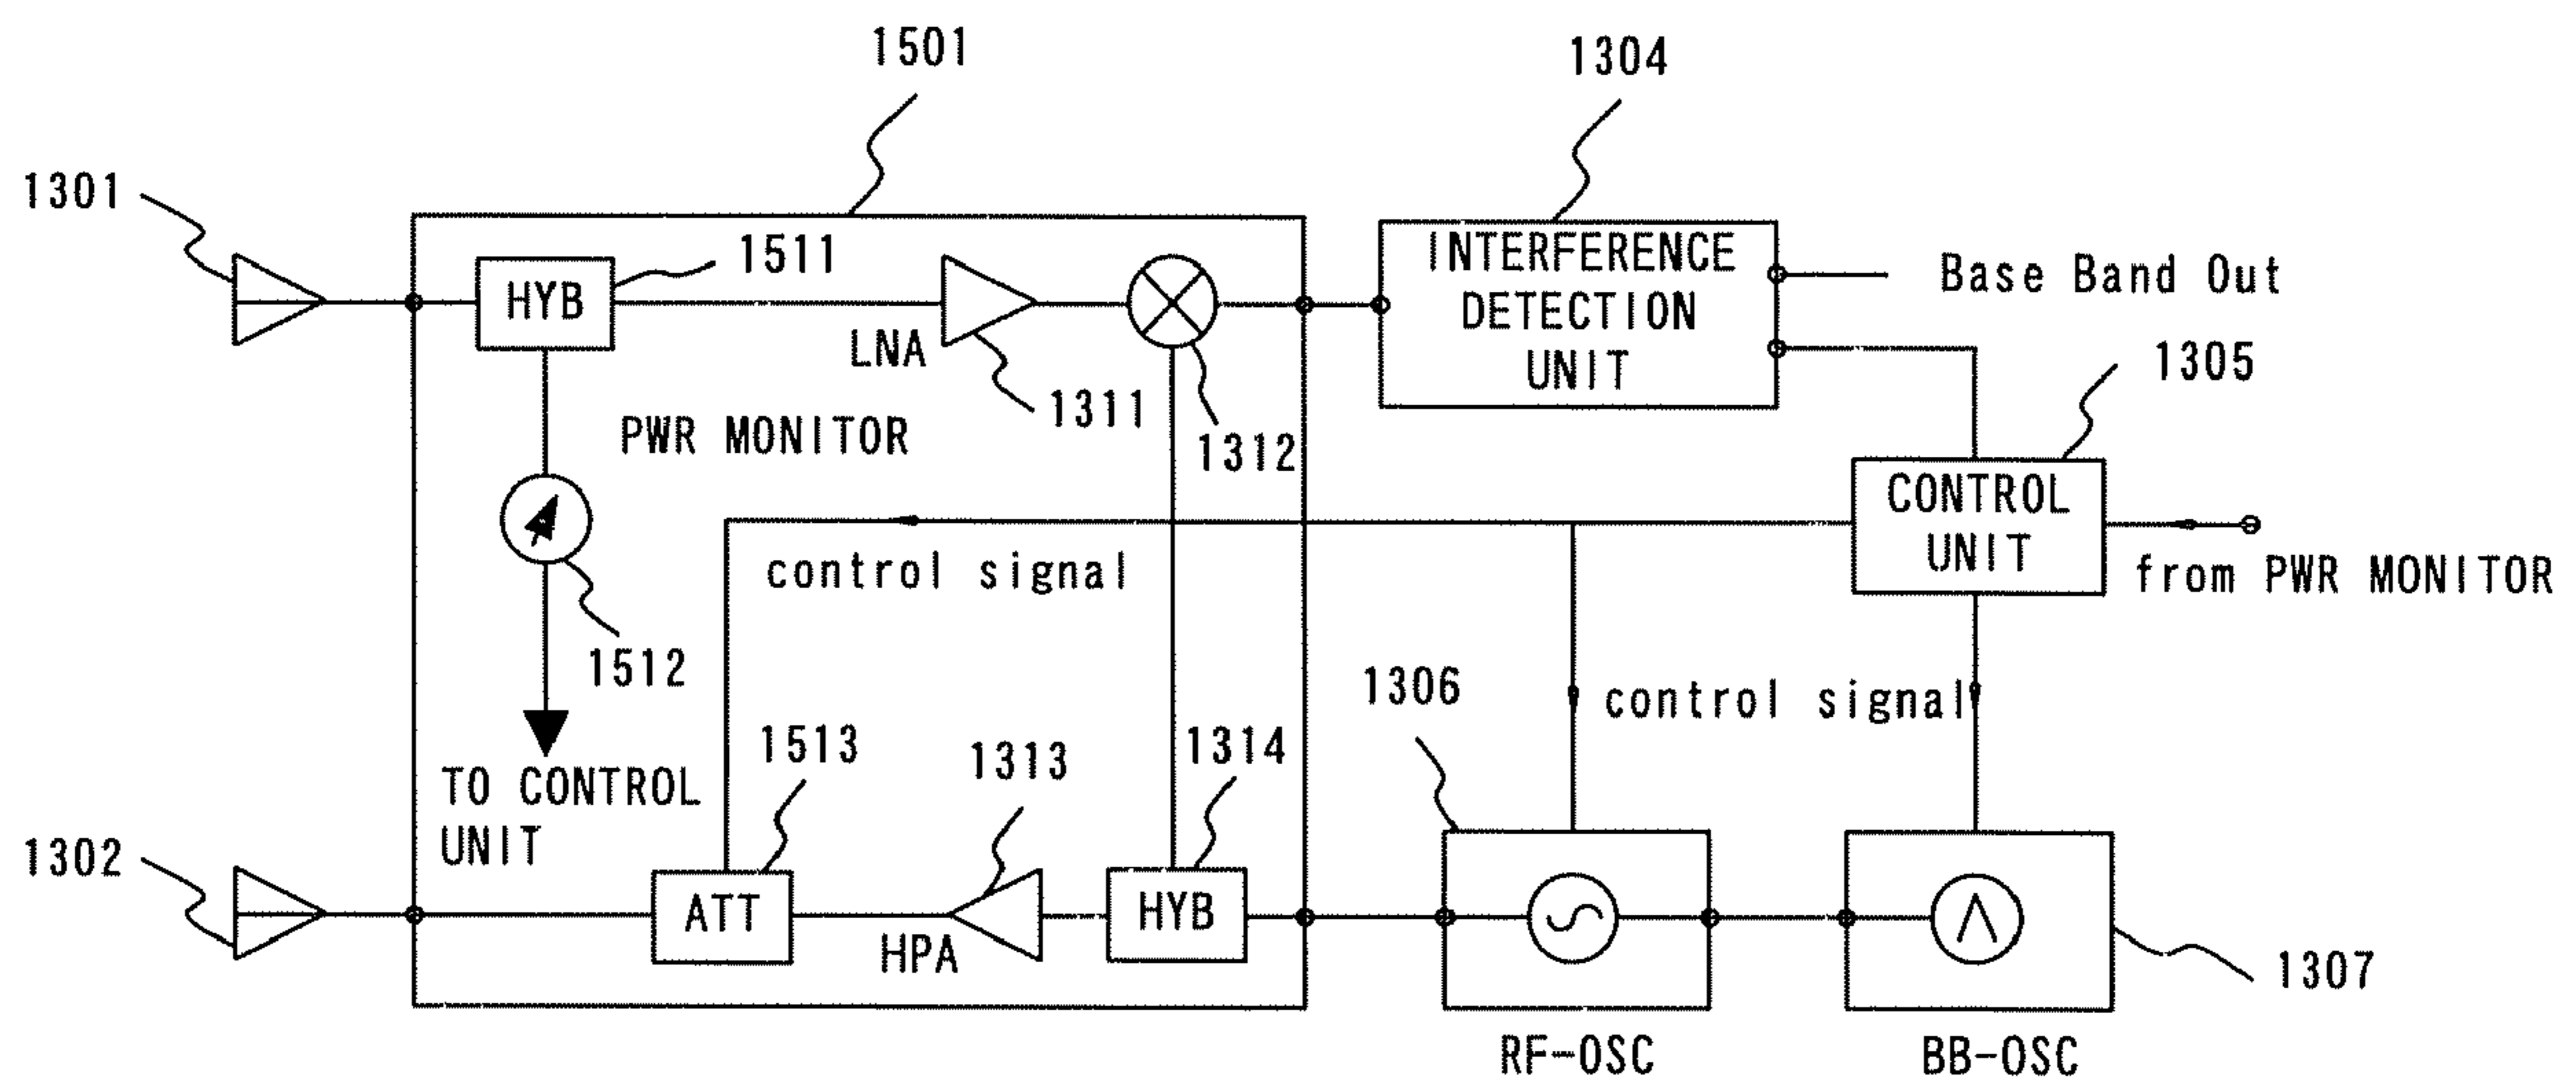 1501
1304
1301
1511
HYB
LNA
1311
1312
INTERFERENCE
DETECTION
UNIT
Base Band Out
1305
PWR MONITOR
CONTROL
UNIT
from PWR MONITOR
control signal
1512
1306
control signal
TO CONTROL
UNIT
1513
1313
1314
1302
ATT
HPA
HYB
1307
RF-OSC
BB-OSC